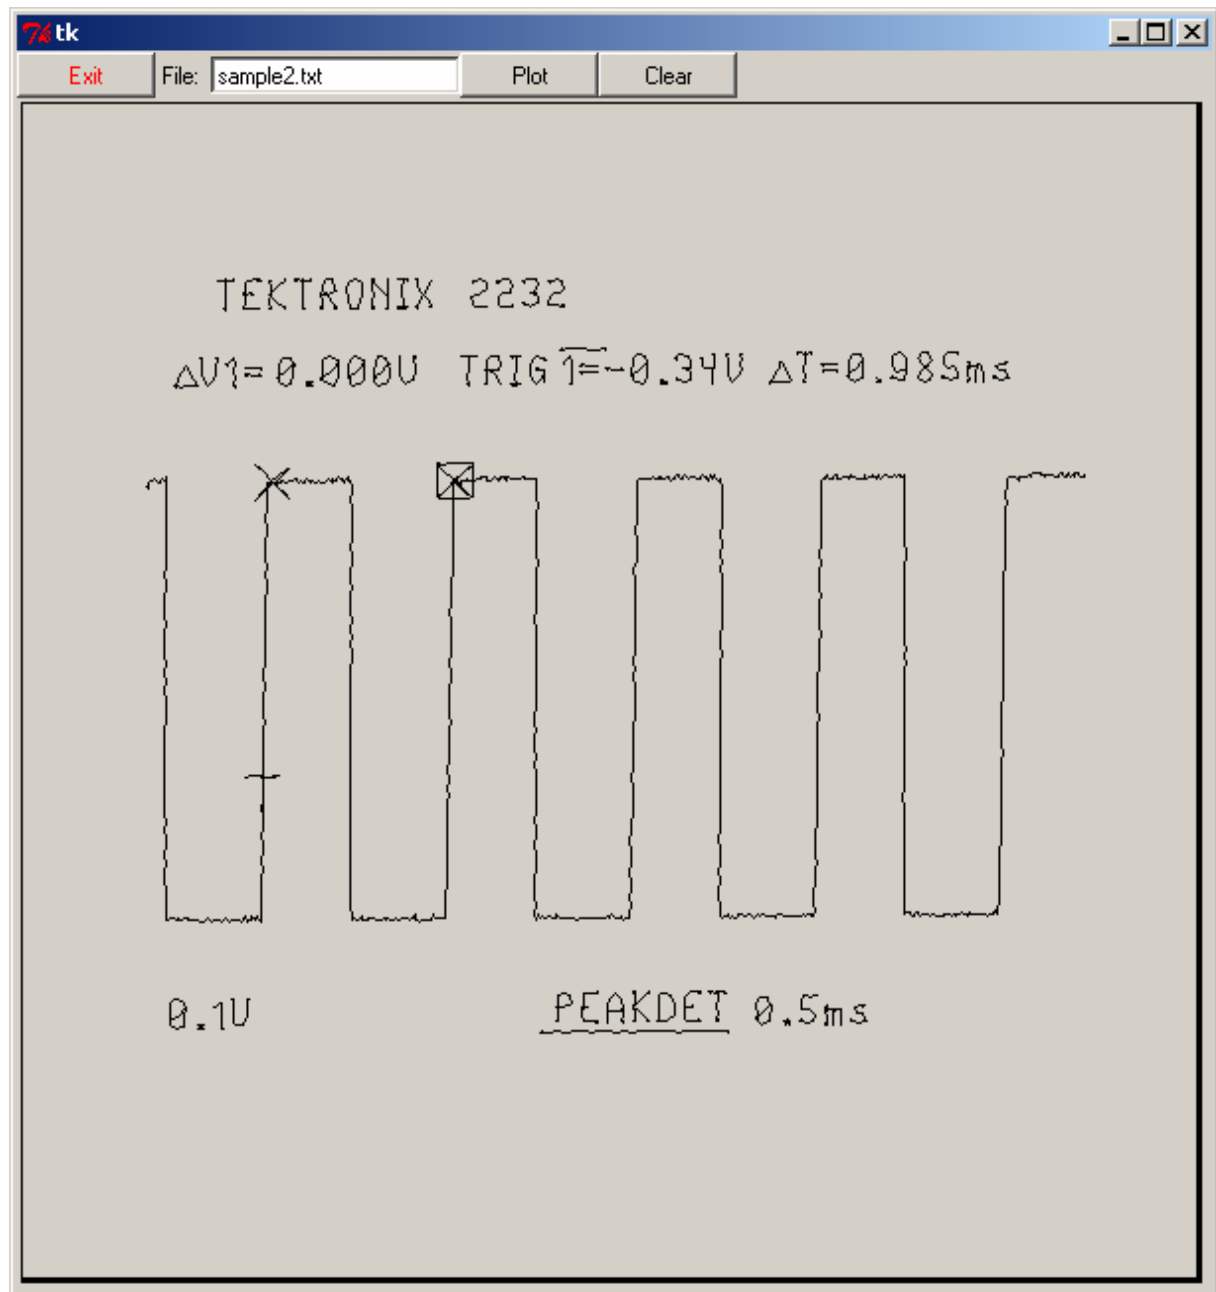 tk
Exit File: sample2.txt Plot Clear
TEKTRONIX 2232
ΔV1=0.000V TRIG 1=-0.34V ΔT=0.985ms
0.1V PEAKDET 0.5ms